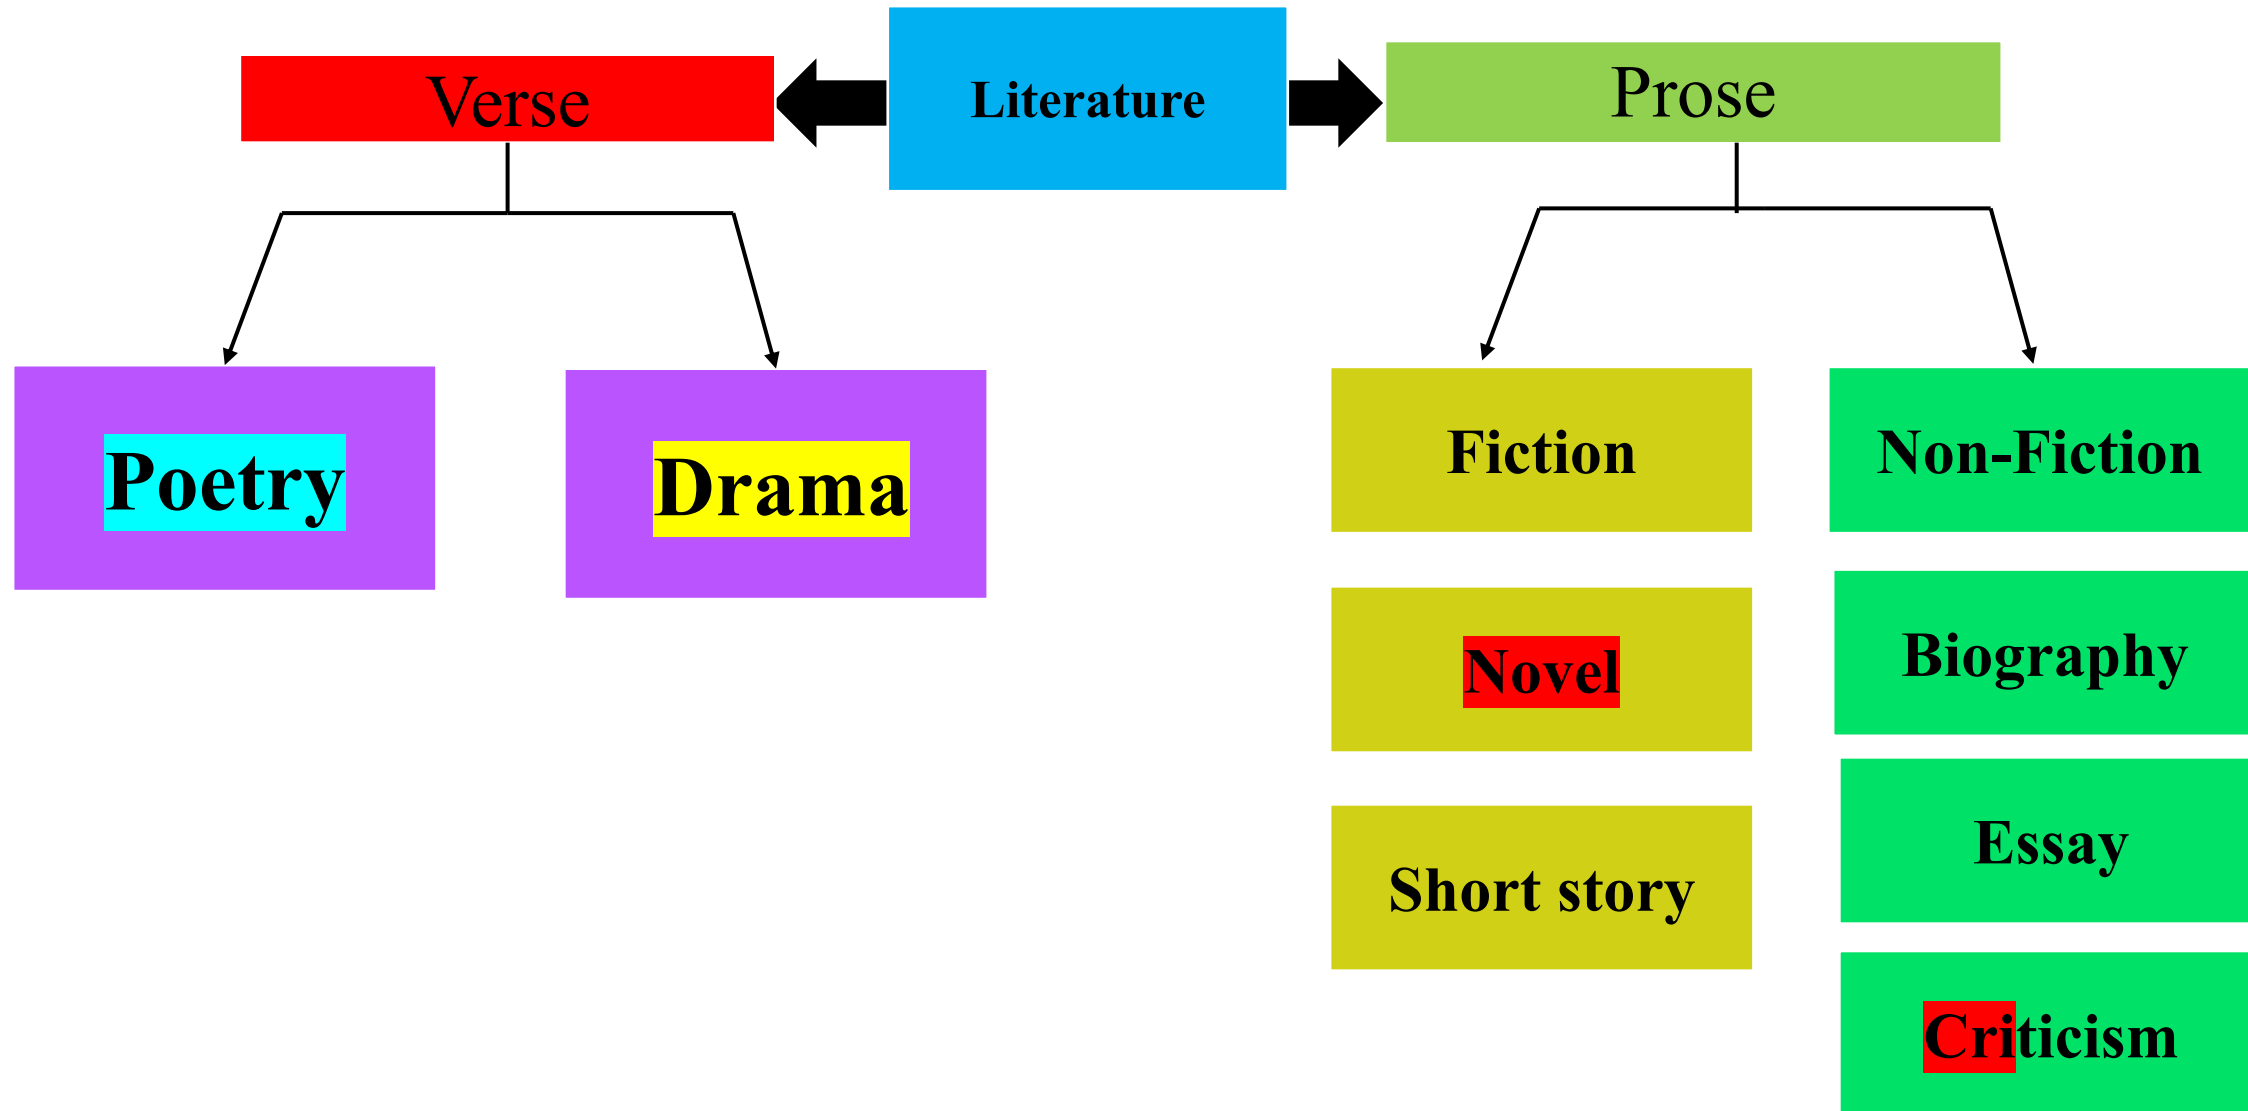 Literature
Verse
Prose
Poetry
Drama
Fiction
Novel
Short story
Non-Fiction
Biography
Essay
Criticism